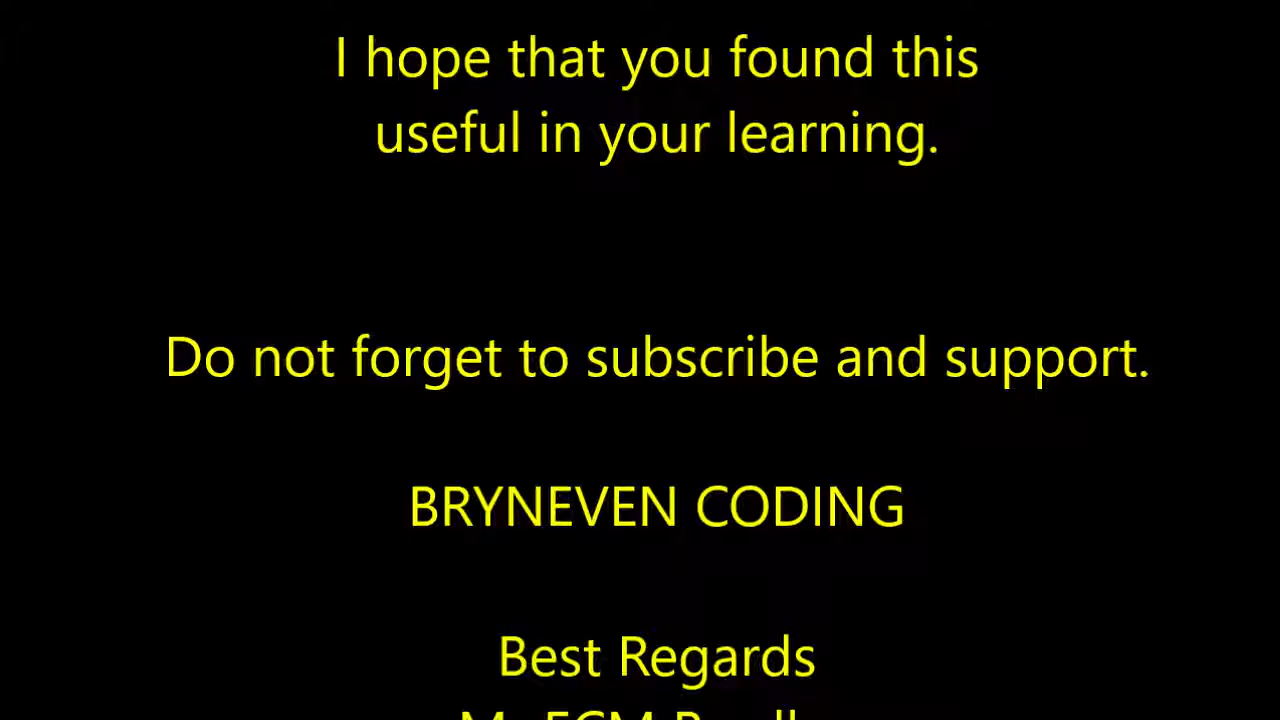 I hope that you found this
useful in your learning.
Do not forget to subscribe and support.
BRYNEVEN CODING
Best Regards